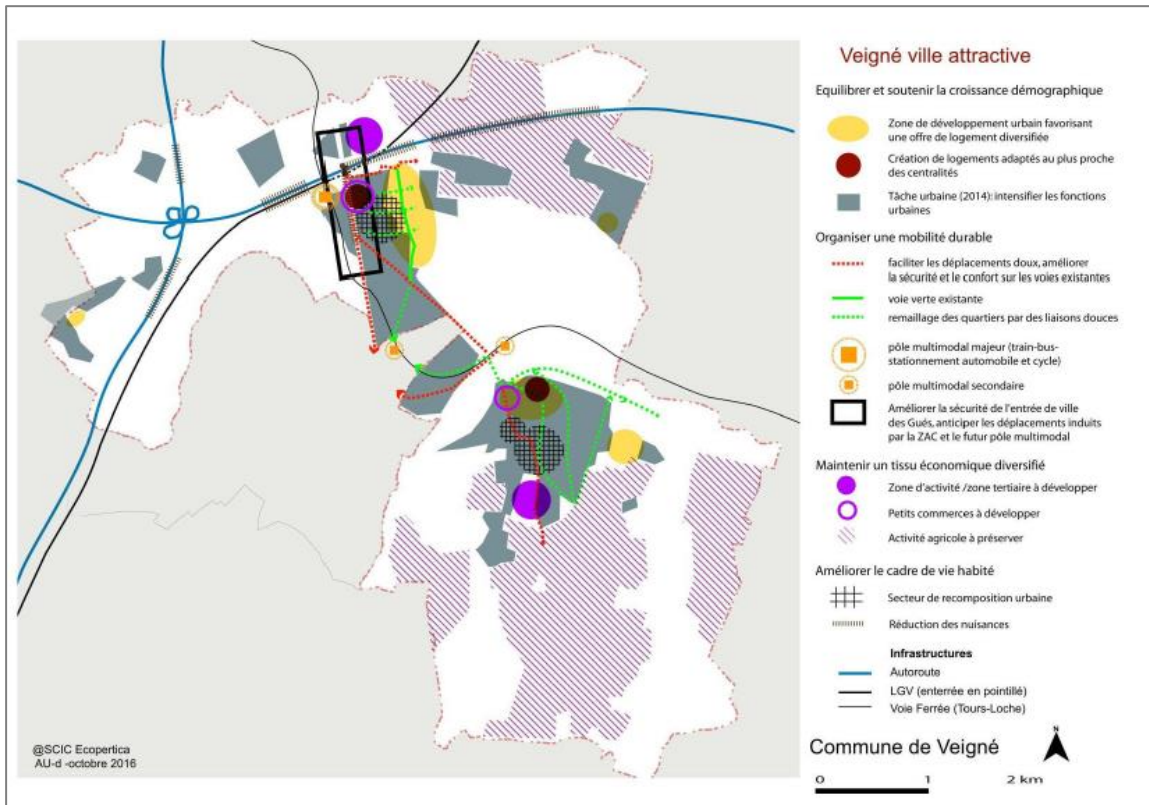 Veigné ville attractive
Equilibrer et soutenir la croissance démographique
Zone de développement urbain favorisant
une offre de logement diversifiée
Création de logements adaptés au plus proche
des centralités
Tâche urbaine (2014): intensifier les fonctions
urbaines
Organiser une mobilité durable
faciliter les déplacements doux, améliorer
la sécurité et le confort sur les voies existantes
voie verte existante
remaillage des quartiers par des liaisons douces
pôle multimodal majeur (train-bus-
stationnement automobile et cycle)
pôle multimodal secondaire
Améliorer la sécurité de l'entrée de ville
des Gués, anticiper les déplacements induits
par la ZAC et le futur pôle multimodal
Maintenir un tissu économique diversifié
Zone d'activité /zone tertiaire à développer
Petits commerces à développer
Activité agricole à préserver
Améliorer le cadre de vie habité
Secteur de recomposition urbaine
Réduction des nuisances
Infrastructures
Autoroute
LGV (enterrée en pointillé)
Voie Ferrée (Tours-Loche)
@SCIC Ecopertica
AU-d -octobre 2016
Commune de Veigné
N
0 1 2 km